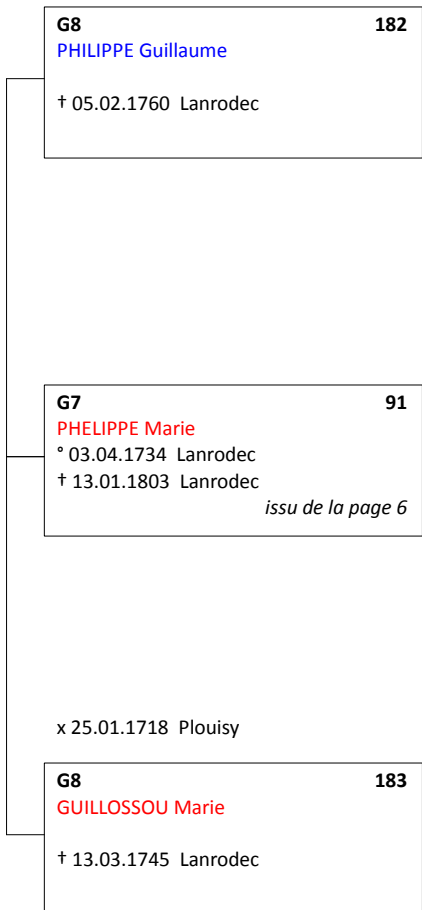 G8 182
PHILIPPE Guillaume
† 05.02.1760 Lanrodec
G7 91
PHELIPPE Marie
° 03.04.1734 Lanrodec
† 13.01.1803 Lanrodec
issu de la page 6
x 25.01.1718 Plouisy
G8 183
GUILLOSSOU Marie
† 13.03.1745 Lanrodec